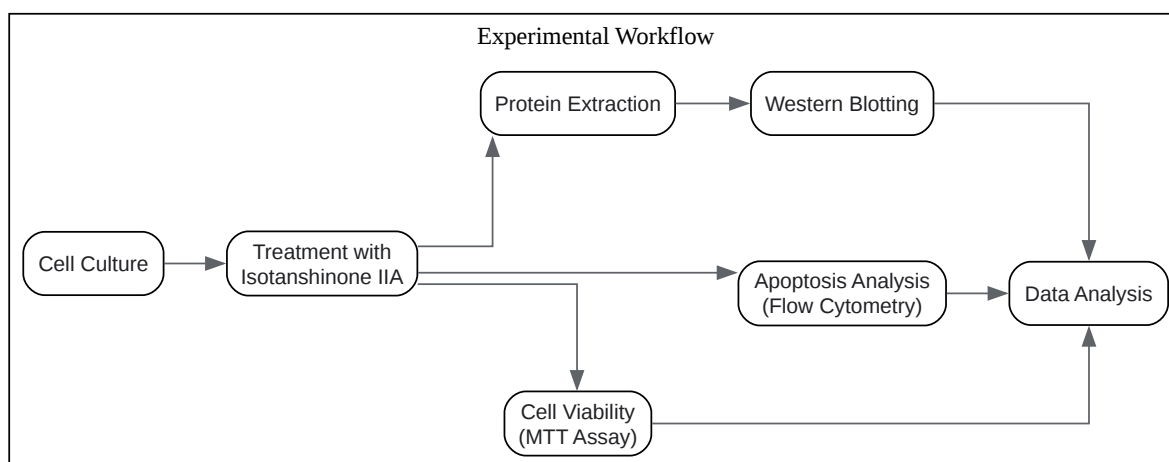 Experimental Workflow
Protein Extraction
Western Blotting
Cell Culture
Treatment with
Isotanshinone IIA
Apoptosis Analysis
(Flow Cytometry)
Data Analysis
Cell Viability
(MTT Assay)